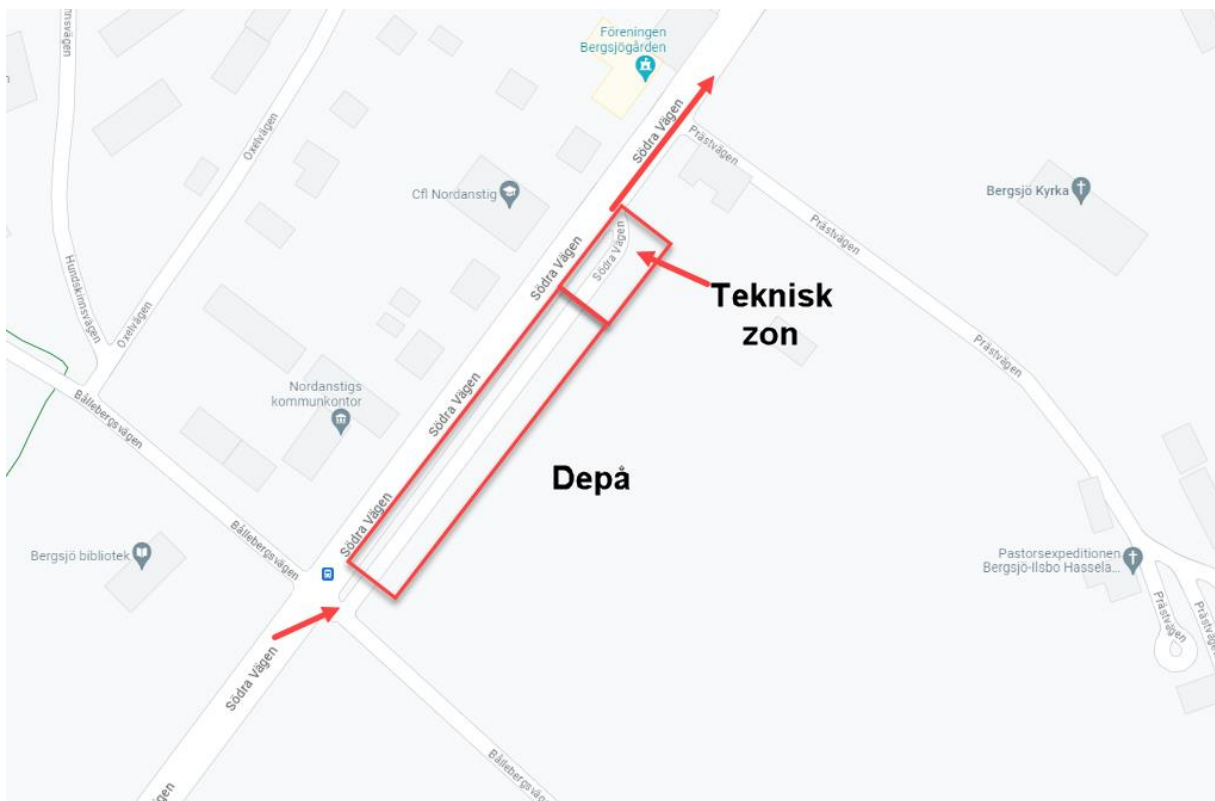 nsvägen
Föreningen
Bergsjögården
Oxelvägen
Södra Vägen
Prästvägen
Cfl Nordanstig
Bergsjö Kyrka
Hundskinnsvägen
Södra Vägen
Södra Vägen
Prästvägen
Teknisk
zon
Oxelvägen
Prästvägen
Nordanstigs
kommunkontor
Södra Vägen
Bållebergsvägen
Depå
Södra Vägen
Bållebergsvägen
Bergsjö bibliotek
Pastorsexpeditionen
Bergsjö-Ilsbo Hassela...
Prästvägen
Prästvägen
Södra Vägen
Bållebergsvägen
vägen